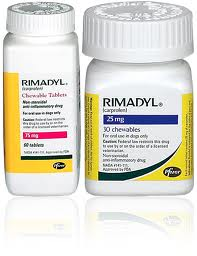 RIMADYL®
(carprofen)
Chewable Tablets
Non-steroidal
anti-inflammatory drug
For oral use in dogs only
Caution: Federal law restricts
this drug to use by or on the
order of a licensed veterinarian.
75 mg
60 tablets
NADA #141-111,
Approved by FDA
Pfizer
RIMADYL®
(carprofen)
25 mg
30 chewables
For oral use in dogs only
Caution: Federal law restricts this drug
to use by or on the order of a licensed
veterinarian.
Non-steroidal
anti-inflammatory drug
NADA #141-111,
Approved by FDA
Pfizer